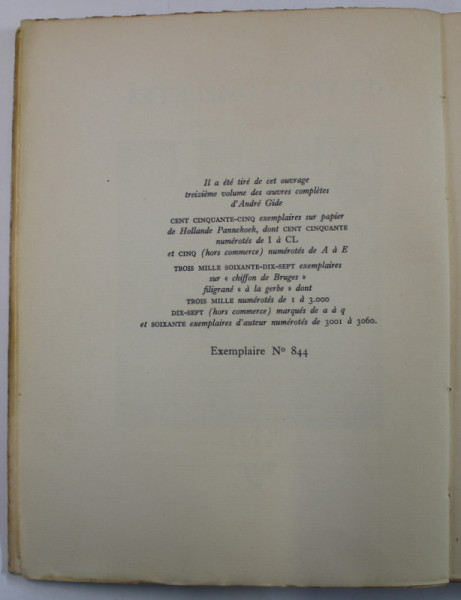 Il a été tiré de cet ouvrage
treizième volume des œuvres complètes
d'André Gide
CENT CINQUANTE-CINQ exemplaires sur papier
de Hollande Pannekoek, dont CENT CINQUANTE
numérotés de I à CL
et CINQ (hors commerce) numérotés de A à E
TROIS MILLE SOIXANTE-DIX-SEPT exemplaires
sur « chiffon de Bruges »
filigrané « à la gerbe » dont
TROIS MILLE numérotés de 1 à 3.000
DIX-SEPT (hors commerce) marqués de a à q
et SOIXANTE exemplaires d'auteur numérotés de 3001 à 3060.
Exemplaire Nº 844